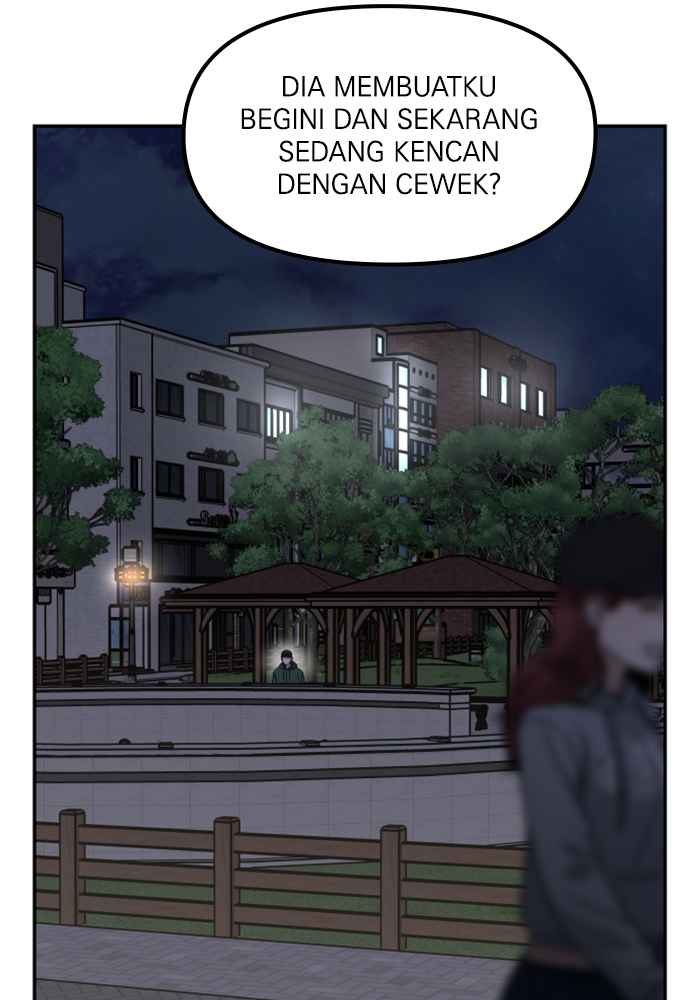 DIA MEMBUATKU
BEGINI DAN SEKARANG
SEDANG KENCAN
DENGAN CEWEK?